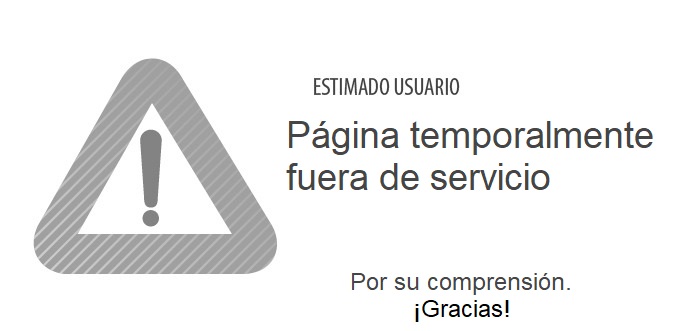 ESTIMADO USUARIO
Página temporalmente
fuera de servicio
Por su comprensión.
¡Gracias!